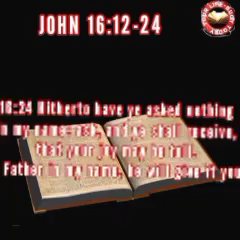 JOHN 16:12-24
16:24 Hitherto have ye asked nothing
in my name: ask, and ye shall receive,
that your joy may be full.
Father in my name, he will give it you